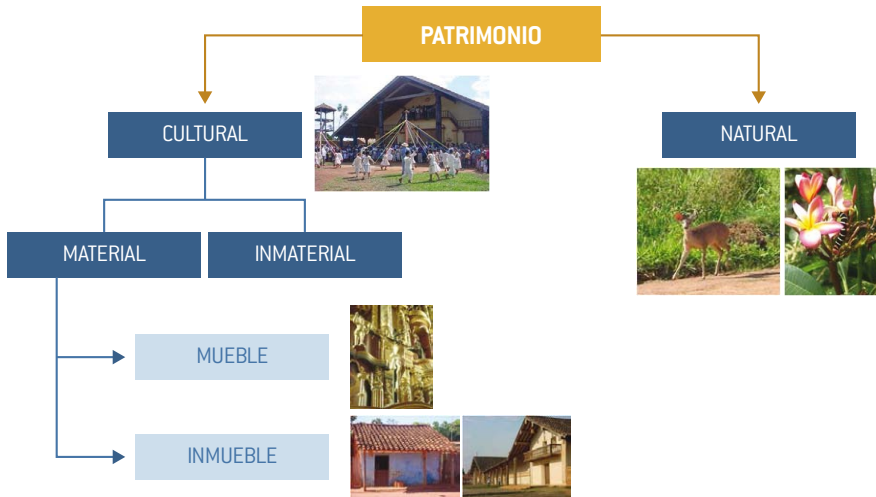 PATRIMONIO
CULTURAL
NATURAL
MATERIAL
INMATERIAL
MUEBLE
INMUEBLE